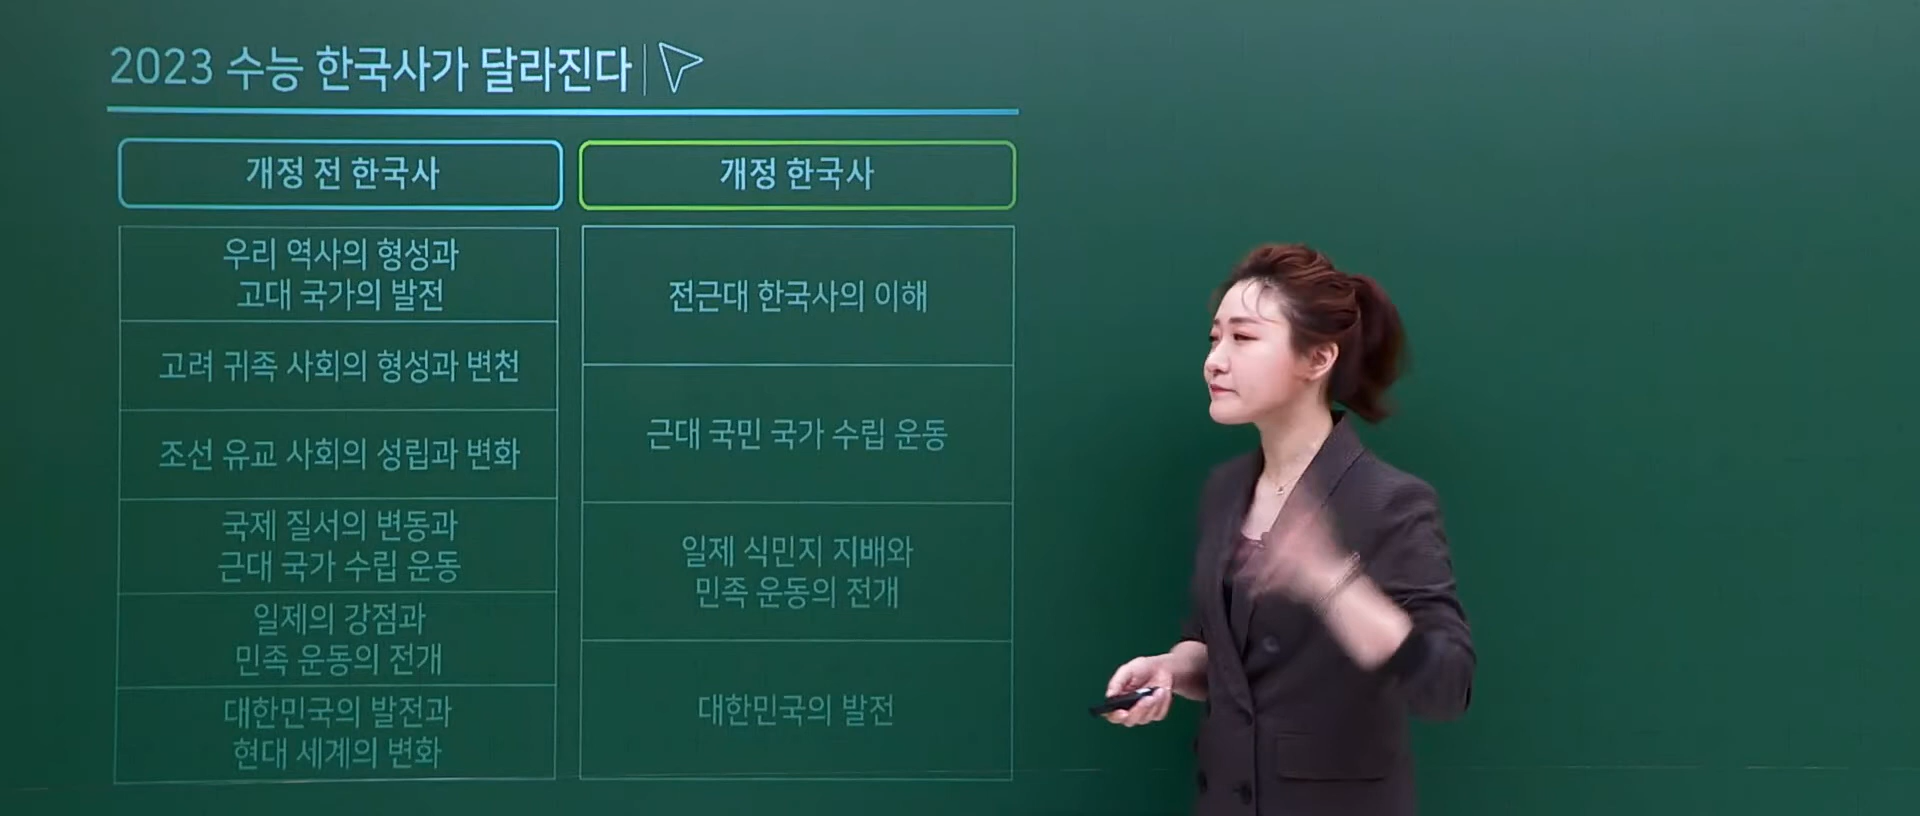 2023 수능 한국사가 달라진다
개정 전 한국사
우리 역사의 형성과
고대 국가의 발전
고려 귀족 사회의 형성과 변천
조선 유교 사회의 성립과 변화
국제 질서의 변동과
근대 국가 수립 운동
일제의 강점과
민족 운동의 전개
대한민국의 발전과
현대 세계의 변화
개정 한국사
전근대 한국사의 이해
근대 국민 국가 수립 운동
일제 식민지 지배와
민족 운동의 전개
대한민국의 발전